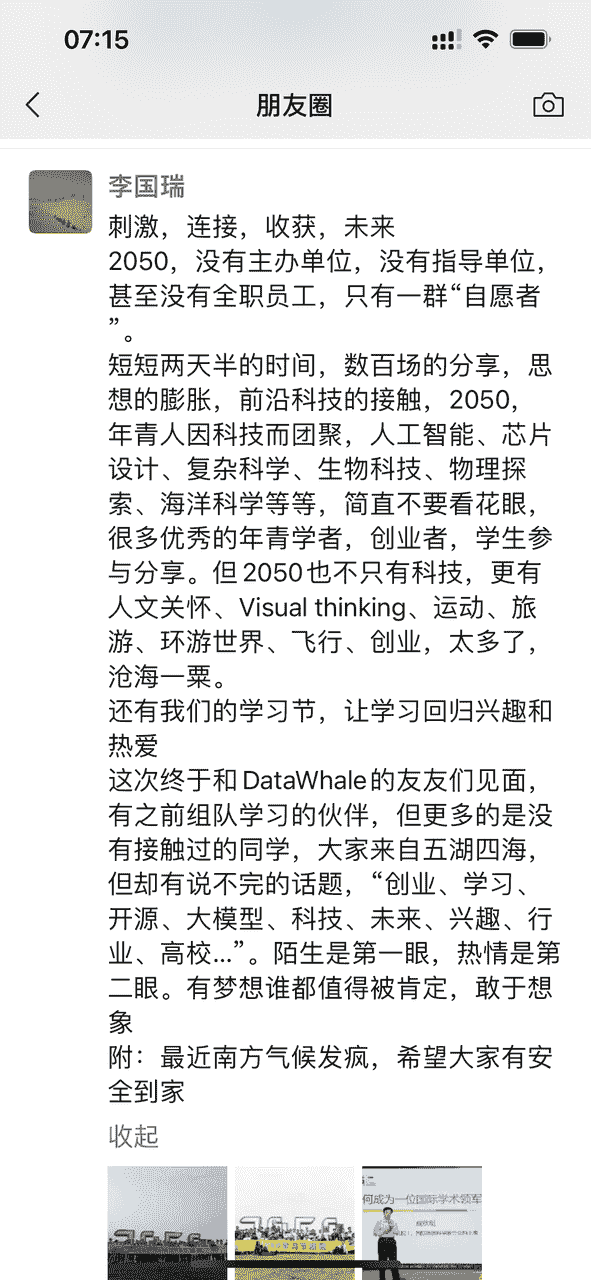 07:15
朋友圈
李国瑞
刺激，连接，收获，未来
2050，没有主办单位，没有指导单位，
甚至没有全职员工，只有一群“自愿者
”。
短短两天半的时间，数百场的分享，思
想的膨胀，前沿科技的接触，2050，
年青人因科技而团聚，人工智能、芯片
设计、复杂科学、生物科技、物理探
索、海洋科学等等，简直不要看花眼，
很多优秀的年青学者，创业者，学生参
与分享。但2050也不只有科技，更有
人文关怀、Visual thinking、运动、旅
游、环游世界、飞行、创业，太多了，
沧海一粟。
还有我们的学习节，让学习回归兴趣和
热爱
这次终于和DataWhale的友友们见面，
有之前组队学习的伙伴，但更多的是没
有接触过的同学，大家来自五湖四海，
但却有说不完的话题，“创业、学习、
开源、大模型、科技、未来、兴趣、行
业、高校...”。陌生是第一眼，热情是第
二眼。有梦想谁都值得被肯定，敢于想
象
附：最近南方气候发疯，希望大家有安
全到家
收起
何成为一位国际学术领军